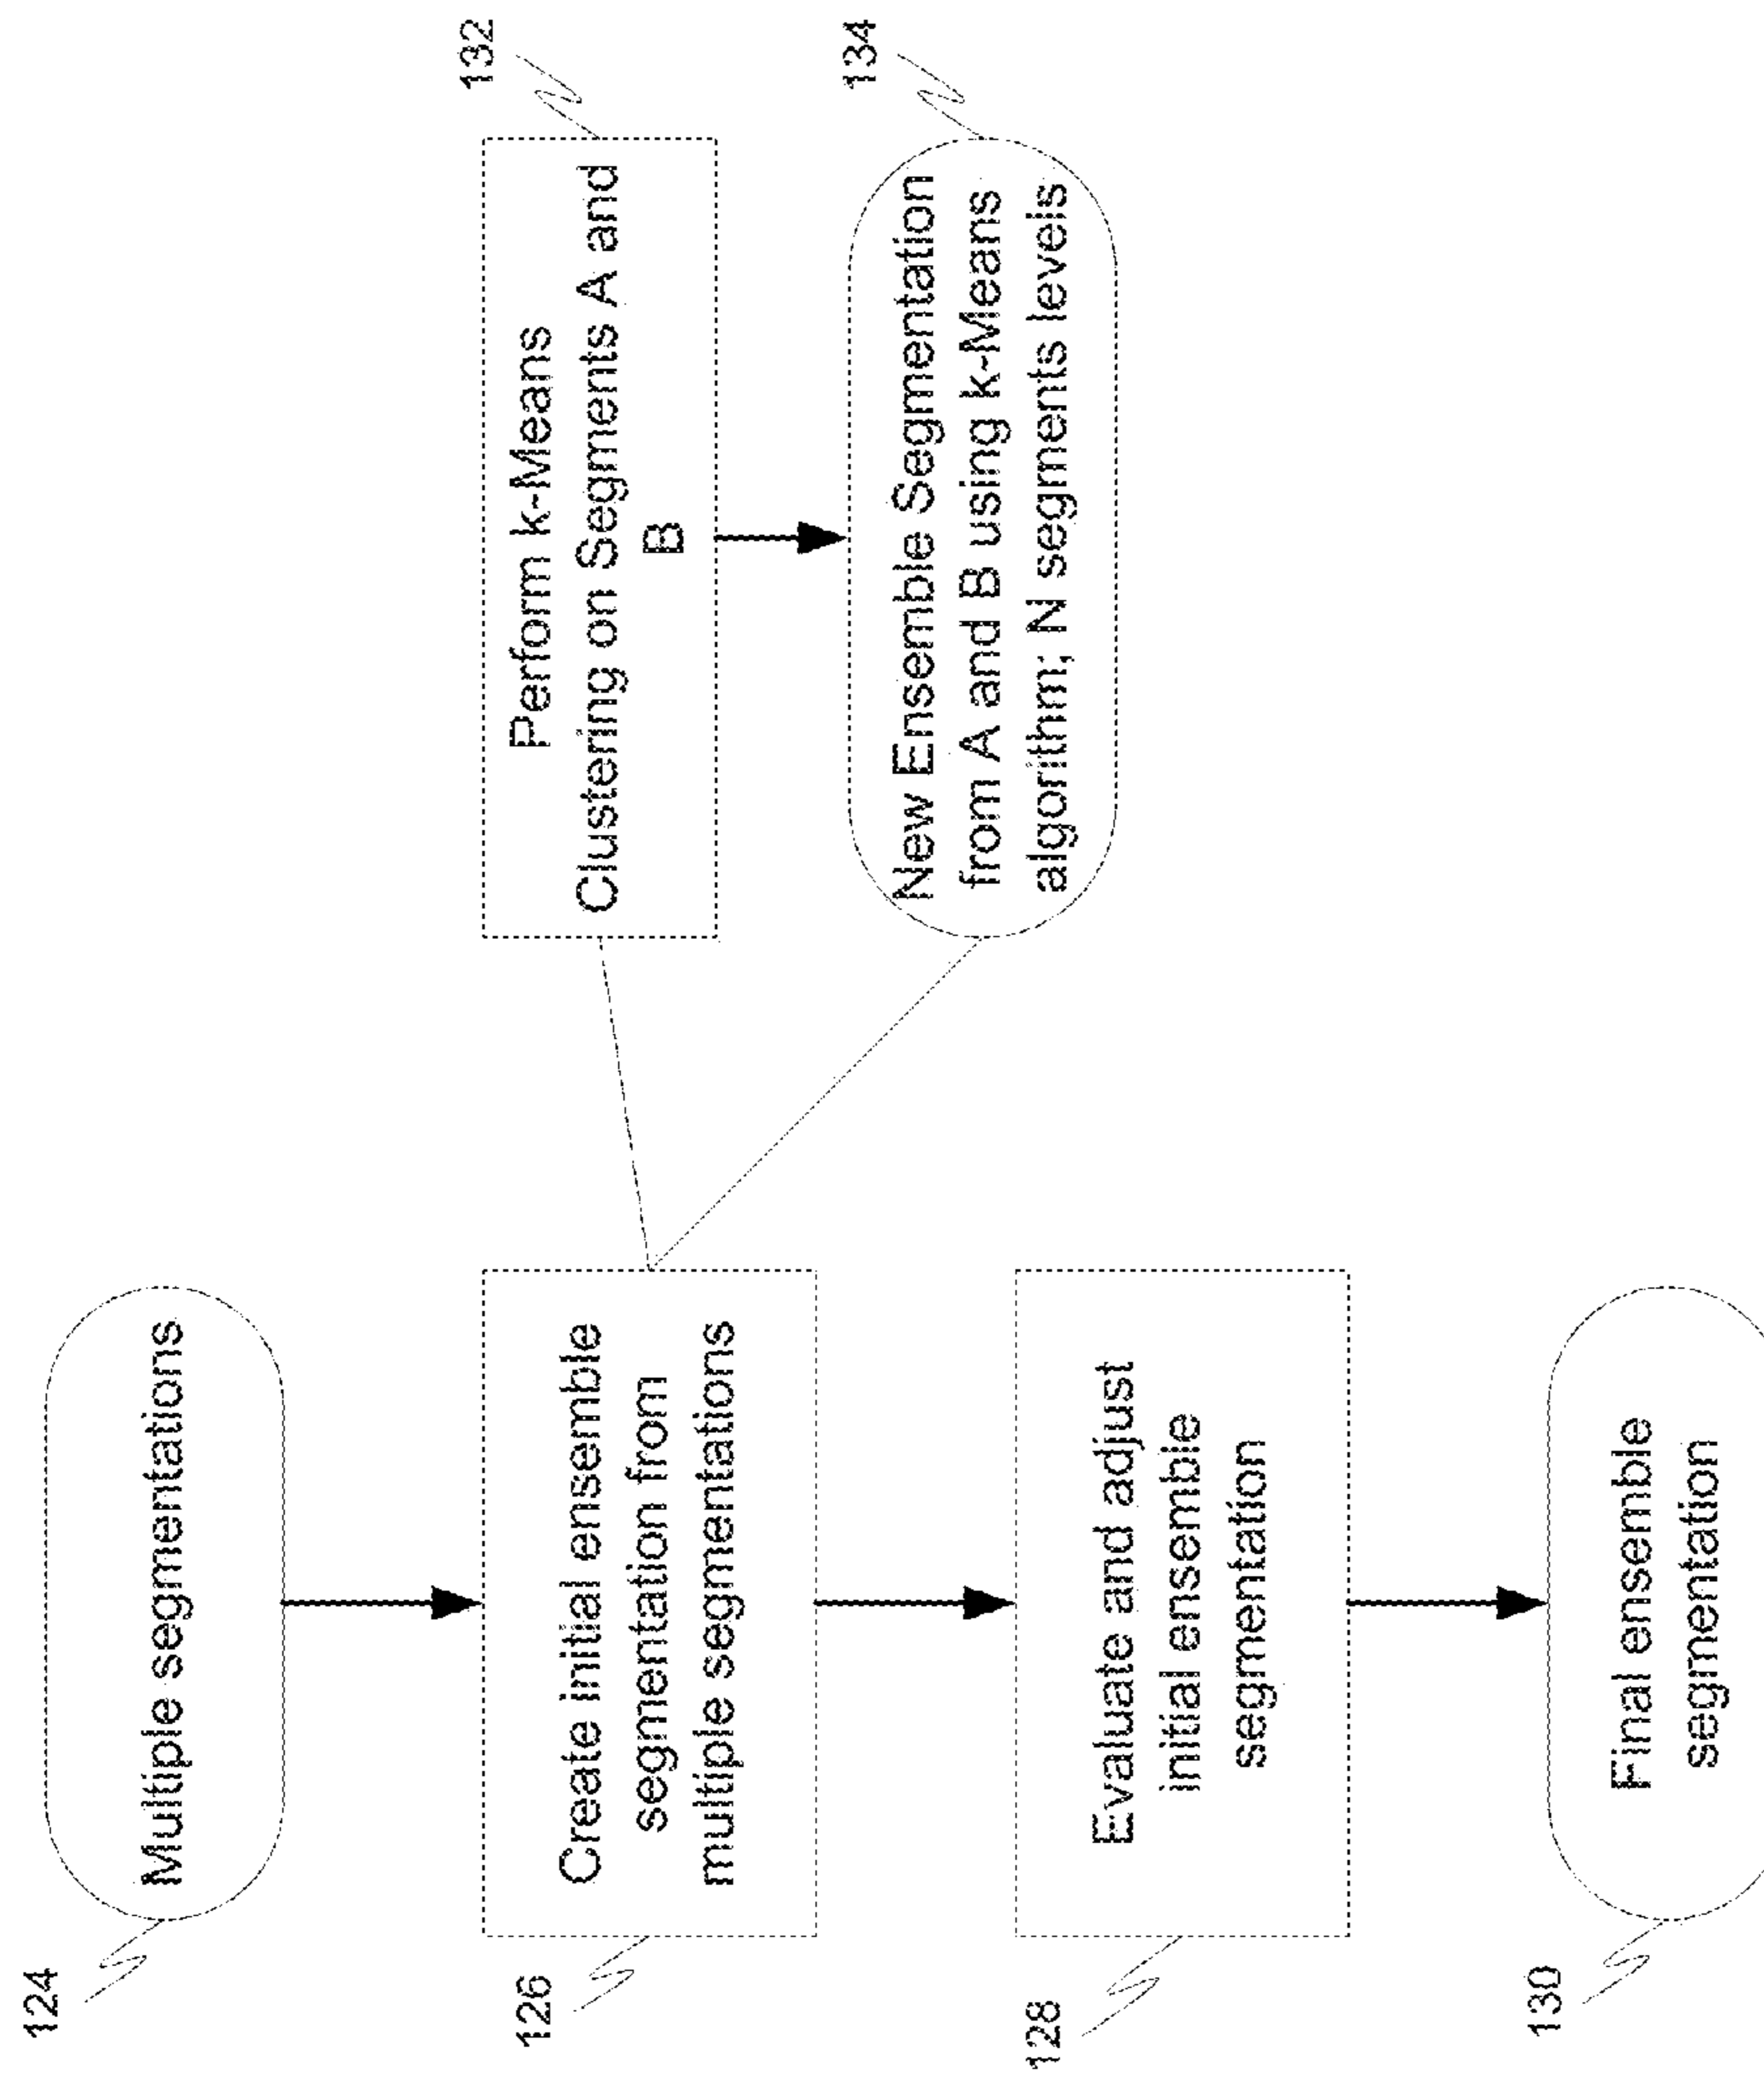 124
Multiple segmentations
126
Create initial ensemble
segmentation from
multiple segmentations
128
Evaluate and adjust
initial ensemble
segmentation
130
Final ensemble
segmentation
132
Perform k-Means
Clustering on Segments A and
B
134
New Ensemble Segmentation
from A and B using k-Means
algorithm; N segments levels